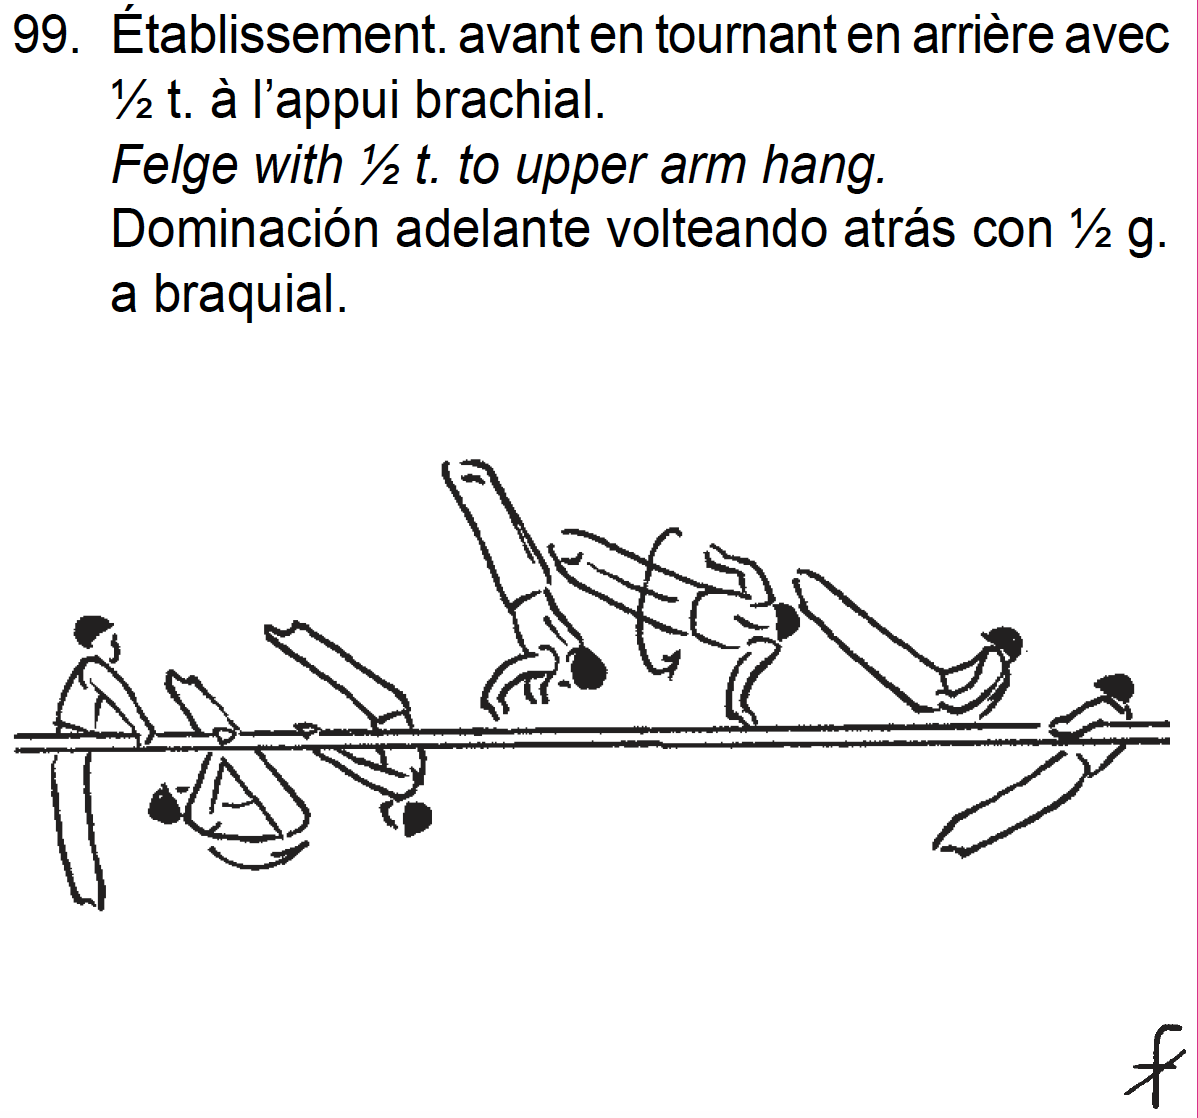 99. Établissement. avant en tournant en arrière avec
½ t. à l’appui brachial.
Felge with ½ t. to upper arm hang.
Dominación adelante volteando atrás con ½ g.
a braquial.